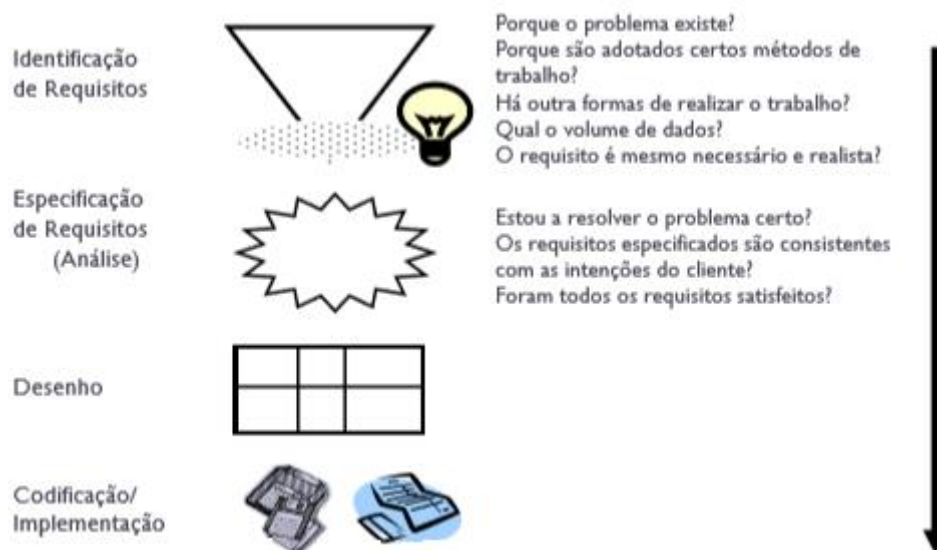 Identificação
de Requisitos
Porque o problema existe?
Porque são adotados certos métodos de
trabalho?
Há outra formas de realizar o trabalho?
Qual o volume de dados?
O requisito é mesmo necessário e realista?
Especificação
de Requisitos
(Análise)
Estou a resolver o problema certo?
Os requisitos especificados são consistentes
com as intenções do cliente?
Foram todos os requisitos satisfeitos?
Desenho
Codificação/
Implementação